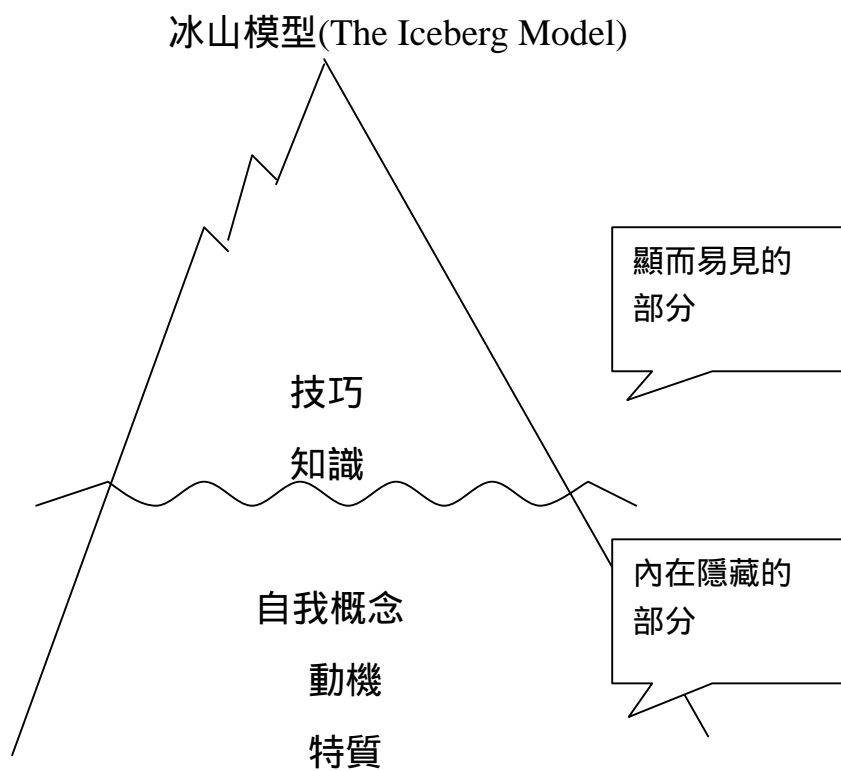 冰山模型(The Iceberg Model)
顯而易見的
部分
技巧
知識
內在隱藏的
部分
自我概念
動機
特質